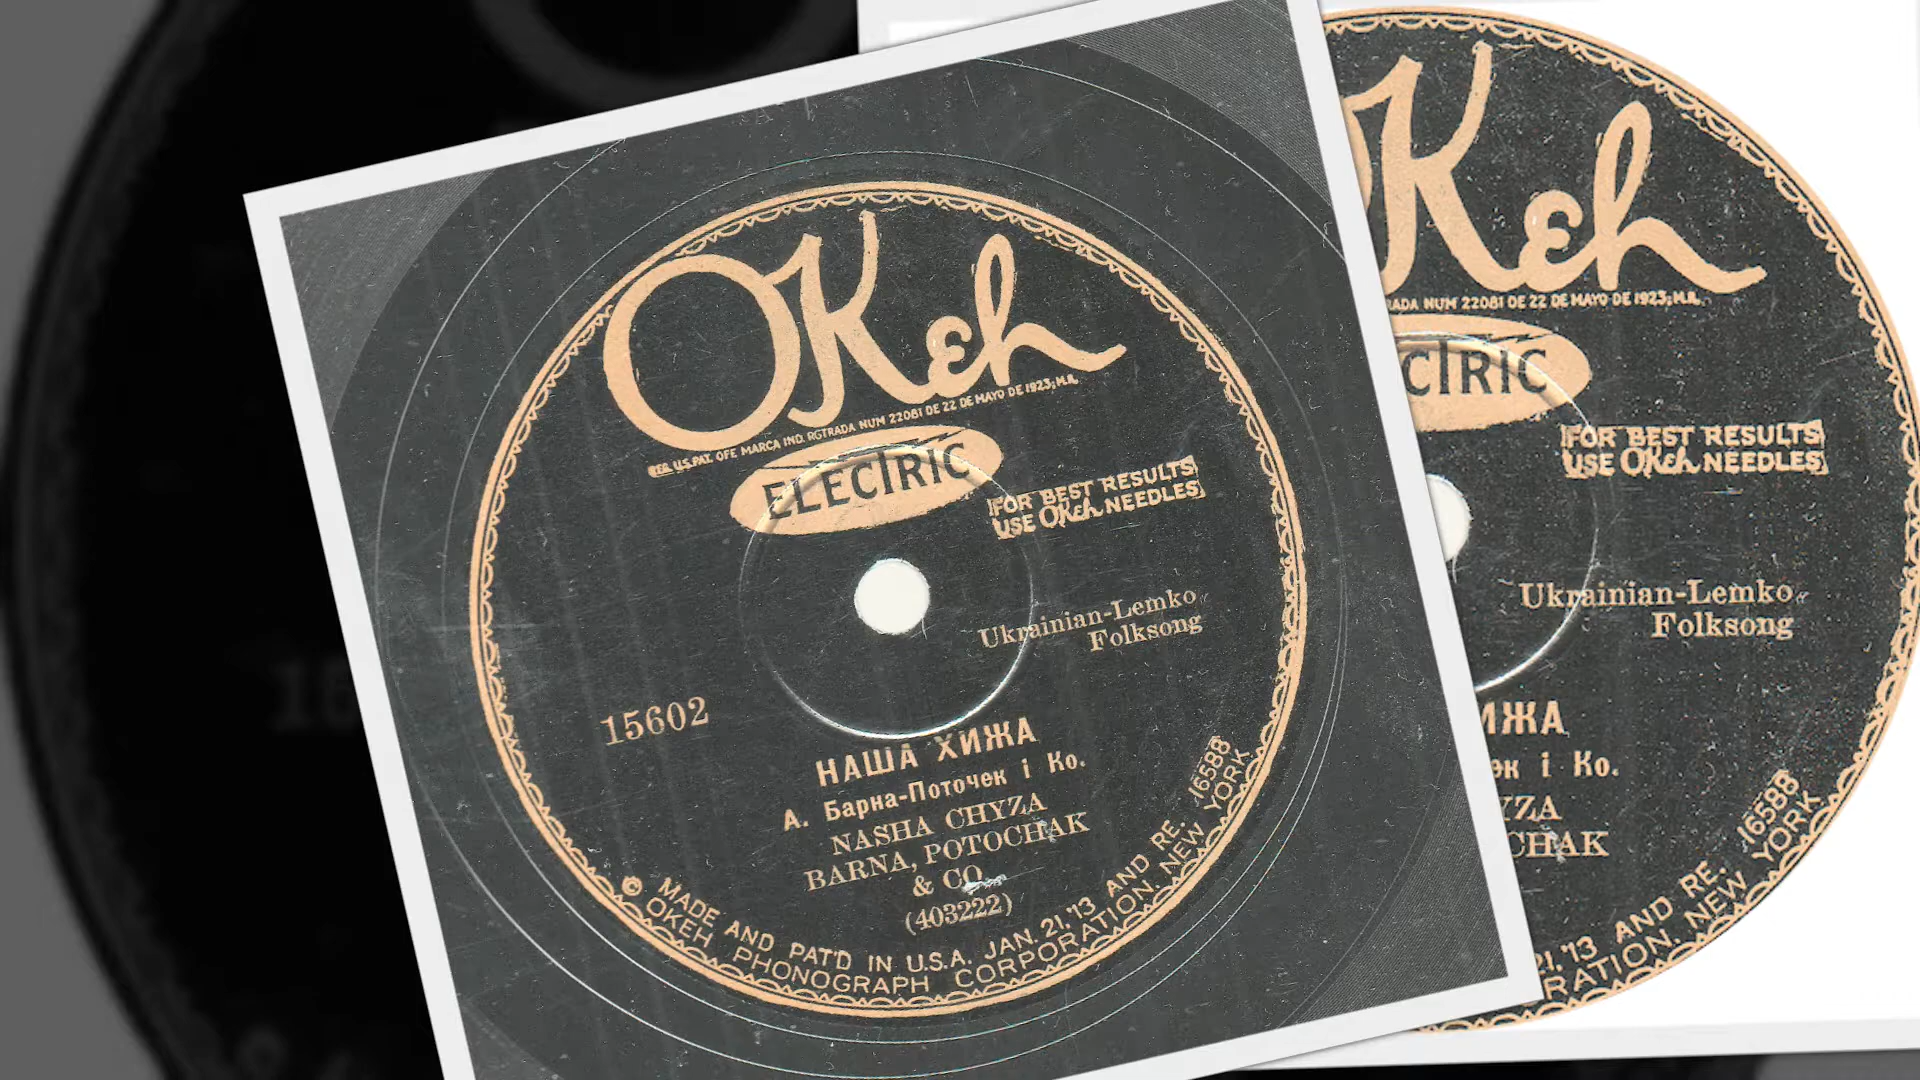 OKeh
REG. U.S. PAT. OFF. MARCA IND. RGTRADA NUM 22081 DE 22 DE MAYO DE 1923; M.R.
ELECTRIC
FOR BEST RESULTS
USE OKeh NEEDLES
Ukrainian-Lemko
Folksong
15602
НАША ХИЖА
А. Барна-Поточек і Ко.
NASHA CHYZA
BARNA, POTOCHAK
& CO.
(403222)
© MADE AND PAT'D IN U.S.A. JAN. 21,'13 AND RE. 16588
OKEH PHONOGRAPH CORPORATION, NEW YORK
Keh
RADA NUM 22081 DE 22 DE MAYO DE 1923; M.R.
CTRIC
FOR BEST RESULTS
USE OKeh NEEDLES
Ukrainian-Lemko
Folksong
ИЖА
ек і Ко.
YZA
CHAK
21,'13 AND RE. 16588
RATION, NEW YORK